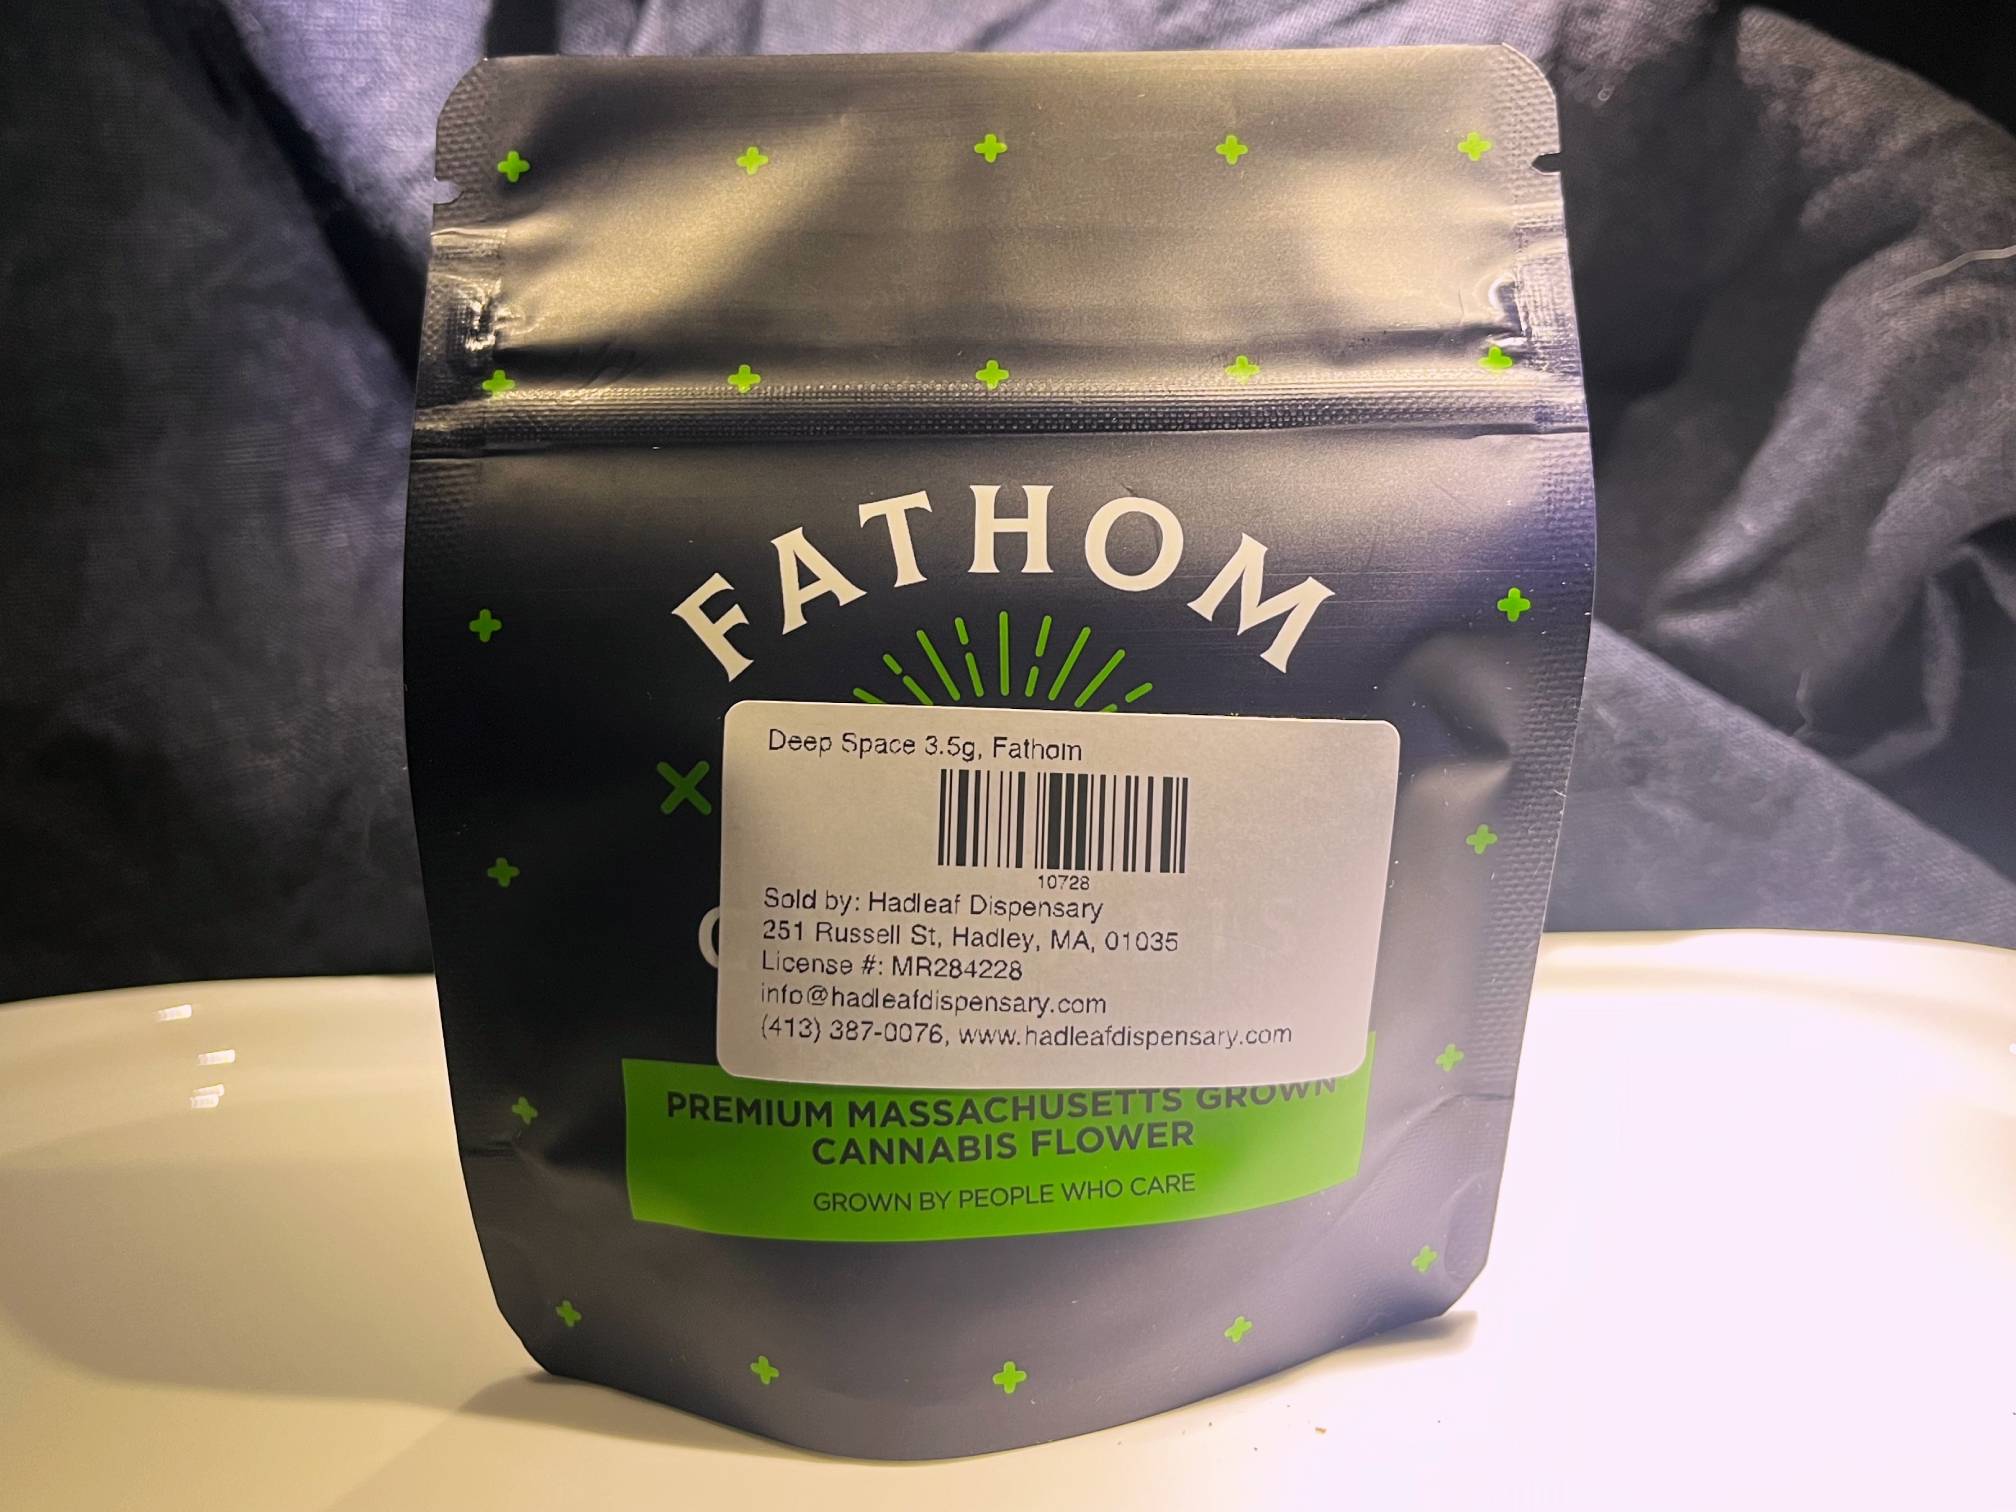 FATHOM
Deep Space 3.5g, Fathom
10728
Sold by: Hadleaf Dispensary
251 Russell St, Hadley, MA, 01035
License #: MR284228
info@hadleafdispensary.com
(413) 387-0076, www.hadleafdispensary.com
PREMIUM MASSACHUSETTS GROWN
CANNABIS FLOWER
GROWN BY PEOPLE WHO CARE